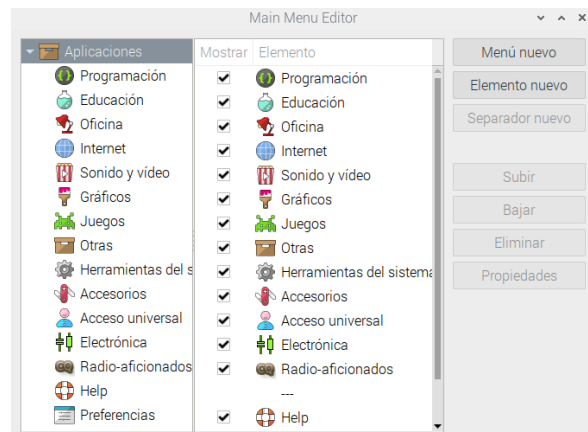 Main Menu Editor
Aplicaciones
Programación
Educación
Oficina
Internet
Sonido y vídeo
Gráficos
Juegos
Otras
Herramientas del s
Accesorios
Acceso universal
Electrónica
Radio-aficionados
Help
Preferencias
Mostrar Elemento
Programación
Educación
Oficina
Internet
Sonido y vídeo
Gráficos
Juegos
Otras
Herramientas del sistema
Accesorios
Acceso universal
Electrónica
Radio-aficionados
---
Help
Menú nuevo
Elemento nuevo
Separador nuevo
Subir
Bajar
Eliminar
Propiedades